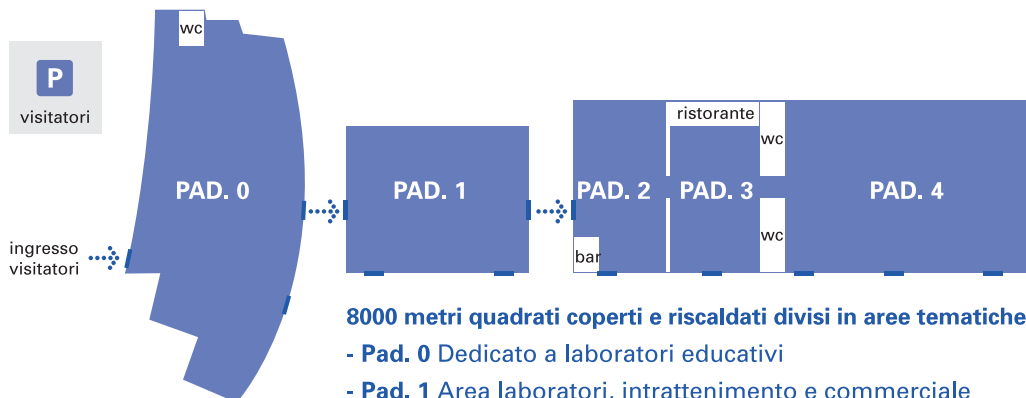 wc
P
visitatori
ristorante
wc
PAD. 0
PAD. 1
PAD. 2
PAD. 3
PAD. 4
ingresso
visitatori
wc
bar
8000 metri quadrati coperti e riscaldati divisi in aree tematiche
- Pad. 0 Dedicato a laboratori educativi
- Pad. 1 Area laboratori, intrattenimento e commerciale